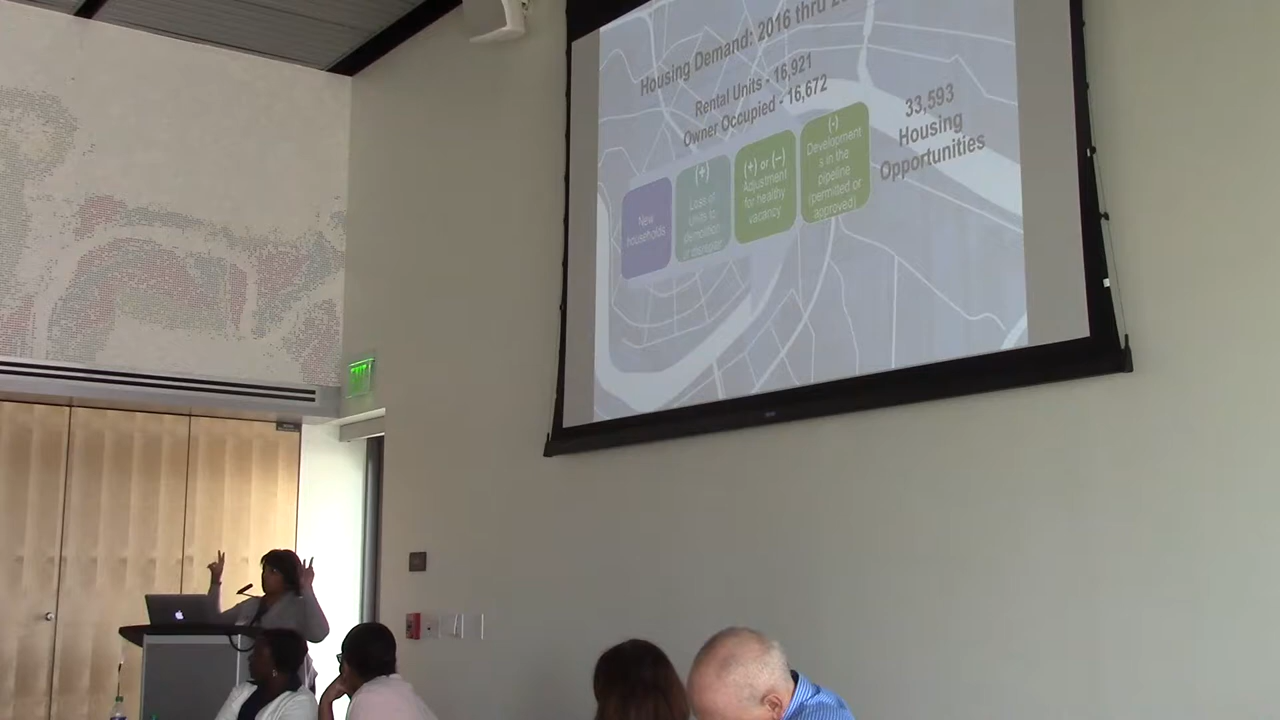 Housing Demand: 2016 thru
Rental Units - 16,921
Owner Occupied - 16,672
New
households
(+)
Loss of
units to
demolition
(+) or (–)
Adjustment
for healthy
vacancy
(-)
Development
s in the
pipeline
(permitted or
approved)
33,593
Housing
Opportunities
EXIT